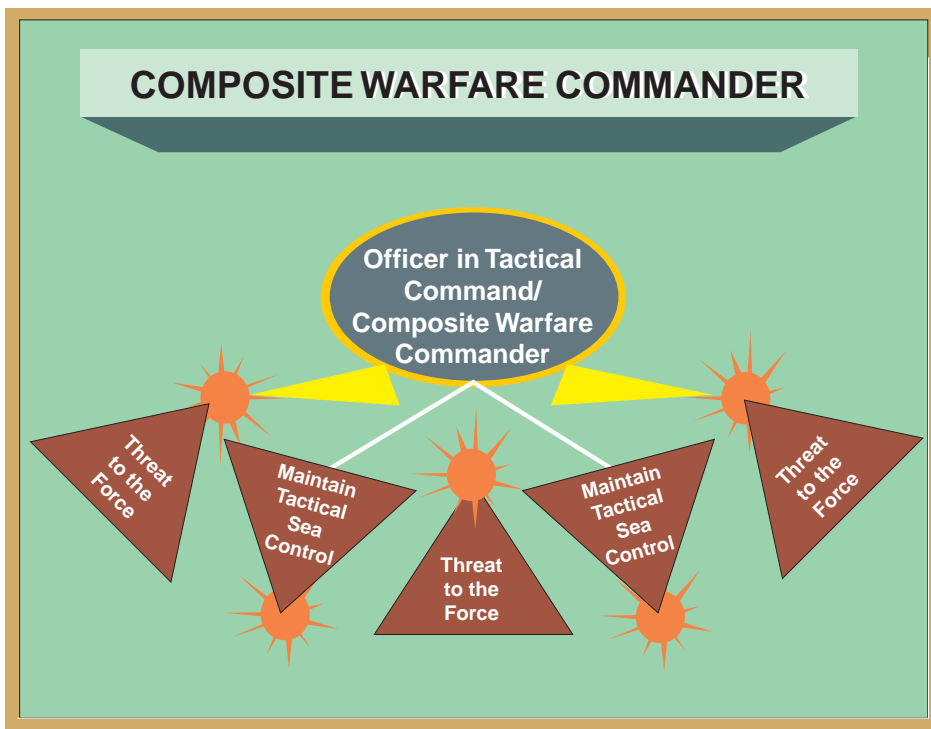 COMPOSITE WARFARE COMMANDER
Officer in Tactical
Command/
Composite Warfare
Commander
Threat
to the
Force
Maintain
Tactical
Sea
Control
Threat
to the
Force
Maintain
Tactical
Sea
Control
Threat
to the
Force